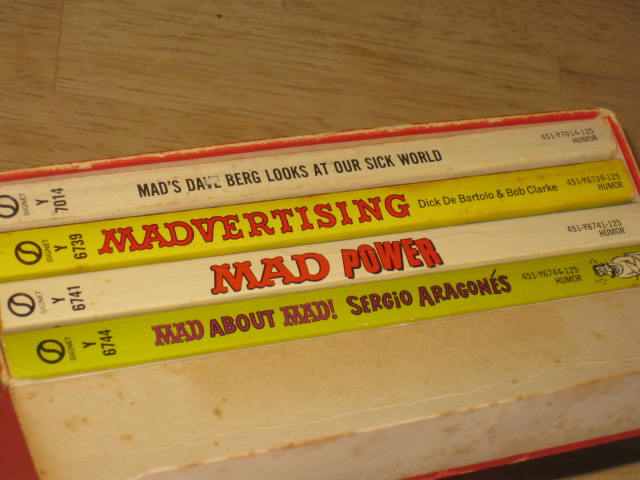 SIGNET
Y
7014
MAD'S DAVE BERG LOOKS AT OUR SICK WORLD
451-Y7014-125
HUMOR
SIGNET
Y
6739
MADVERTISING
Dick De Bartolo & Bob Clarke
451-Y6739-125
HUMOR
SIGNET
Y
6741
MAD POWER
451-Y6741-125
HUMOR
SIGNET
Y
6744
MAD ABOUT MAD! SERGIO ARAGONÉS
451-Y6744-125
HUMOR